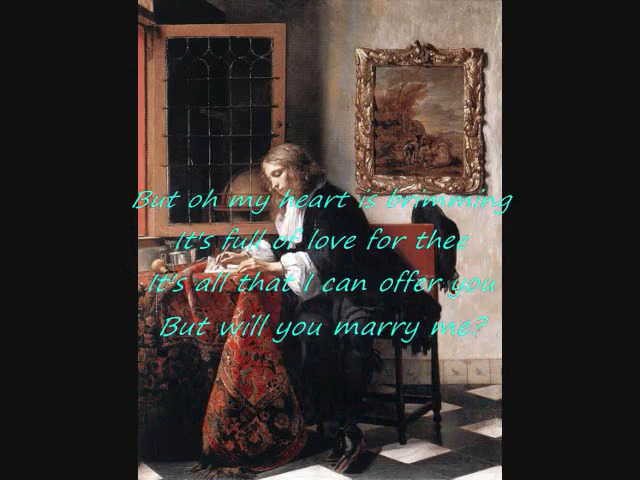 But oh my heart is brimming
It's full of love for thee
It's all that I can offer you
But will you marry me?